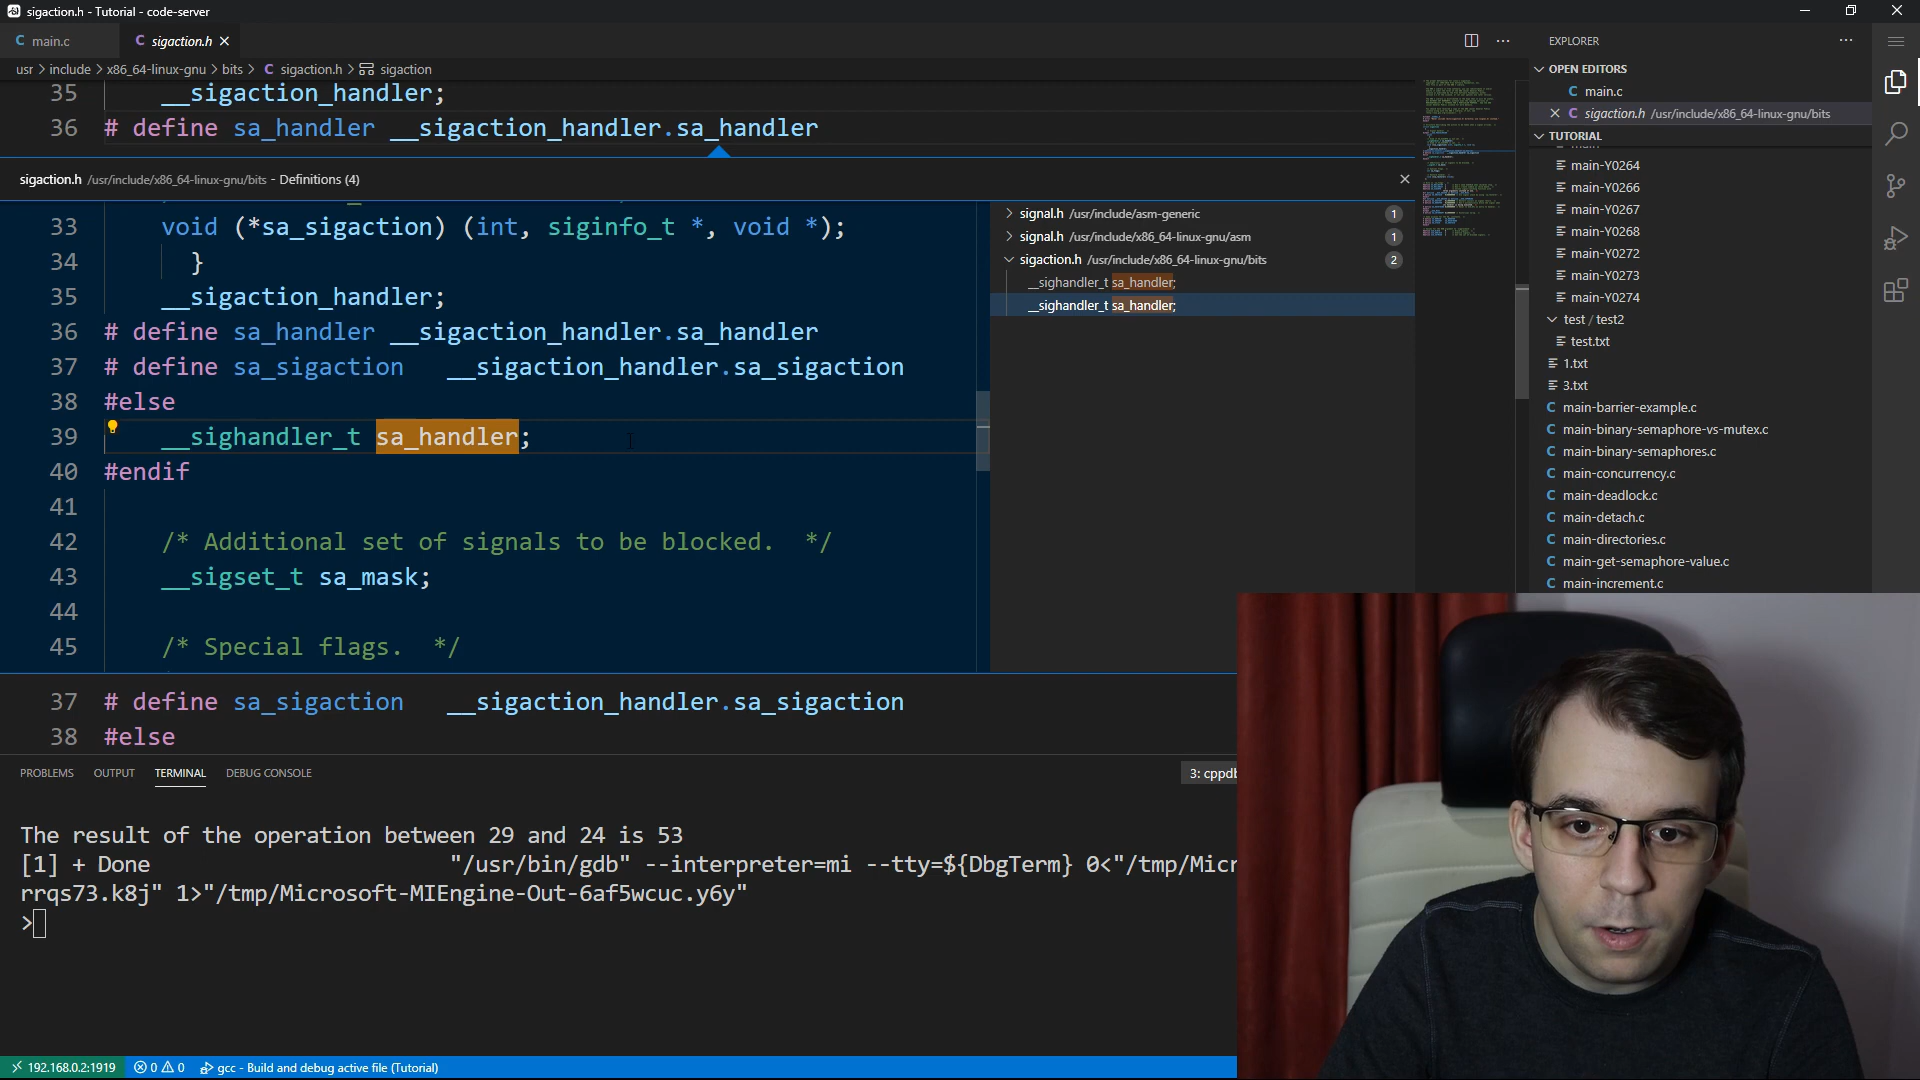 sigaction.h - Tutorial - code-server
main.c
sigaction.h
usr > include > x86_64-linux-gnu > bits > C sigaction.h > sigaction
35 __sigaction_handler;
36 # define sa_handler __sigaction_handler.sa_handler
sigaction.h /usr/include/x86_64-linux-gnu/bits - Definitions (4)
33 void (*sa_sigaction) (int, siginfo_t *, void *);
34 }
35 __sigaction_handler;
36 # define sa_handler __sigaction_handler.sa_handler
37 # define sa_sigaction __sigaction_handler.sa_sigaction
38 #else
39 __sighandler_t sa_handler;
40 #endif
41
42 /* Additional set of signals to be blocked. */
43 __sigset_t sa_mask;
44
45 /* Special flags. */
signal.h /usr/include/asm-generic 1
signal.h /usr/include/x86_64-linux-gnu/asm 1
sigaction.h /usr/include/x86_64-linux-gnu/bits 2
__sighandler_t sa_handler;
__sighandler_t sa_handler;
37 # define sa_sigaction __sigaction_handler.sa_sigaction
38 #else
PROBLEMS OUTPUT TERMINAL DEBUG CONSOLE
3: cppdb
The result of the operation between 29 and 24 is 53
[1] + Done "/usr/bin/gdb" --interpreter=mi --tty=${DbgTerm} 0<"/tmp/Micr
rrqs73.k8j" 1>"/tmp/Microsoft-MIEngine-Out-6af5wcuc.y6y"
>
192.168.0.2:1919 0 0 gcc - Build and debug active file (Tutorial)
EXPLORER
OPEN EDITORS
C main.c
C sigaction.h /usr/include/x86_64-linux-gnu/bits
TUTORIAL
main-Y0264
main-Y0266
main-Y0267
main-Y0268
main-Y0272
main-Y0273
main-Y0274
test / test2
test.txt
1.txt
3.txt
C main-barrier-example.c
C main-binary-semaphore-vs-mutex.c
C main-binary-semaphores.c
C main-concurrency.c
C main-deadlock.c
C main-detach.c
C main-directories.c
C main-get-semaphore-value.c
C main-increment.c